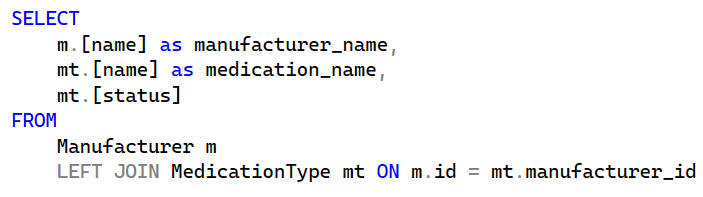 SELECT
m.[name] as manufacturer_name,
mt.[name] as medication_name,
mt.[status]
FROM
Manufacturer m
LEFT JOIN MedicationType mt ON m.id = mt.manufacturer_id